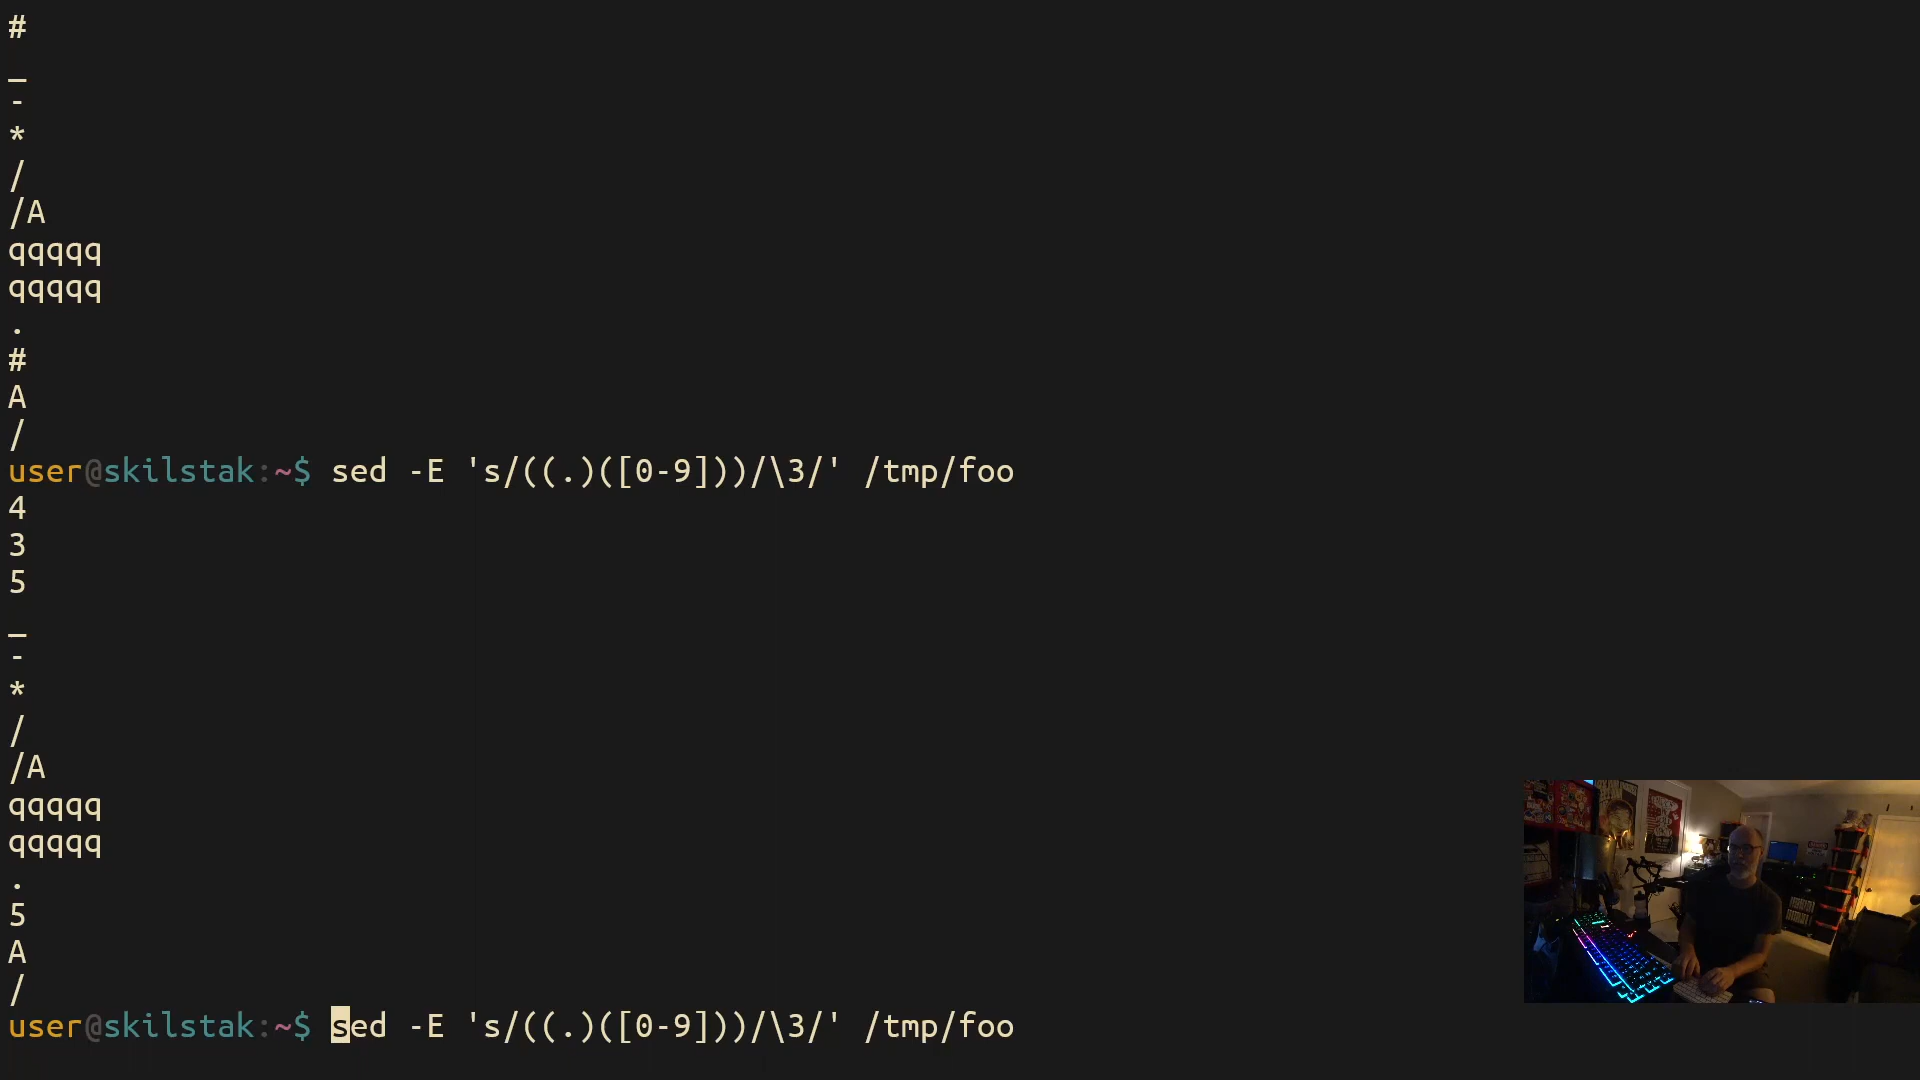 #
_
-
*
/
/A
qqqqq
qqqqq
.
#
A
/
user@skilstak:~$ sed -E 's/((.)([0-9]))/\3/' /tmp/foo
4
3
5
_
-
*
/
/A
qqqqq
qqqqq
.
5
A
/
user@skilstak:~$ sed -E 's/((.)([0-9]))/\3/' /tmp/foo